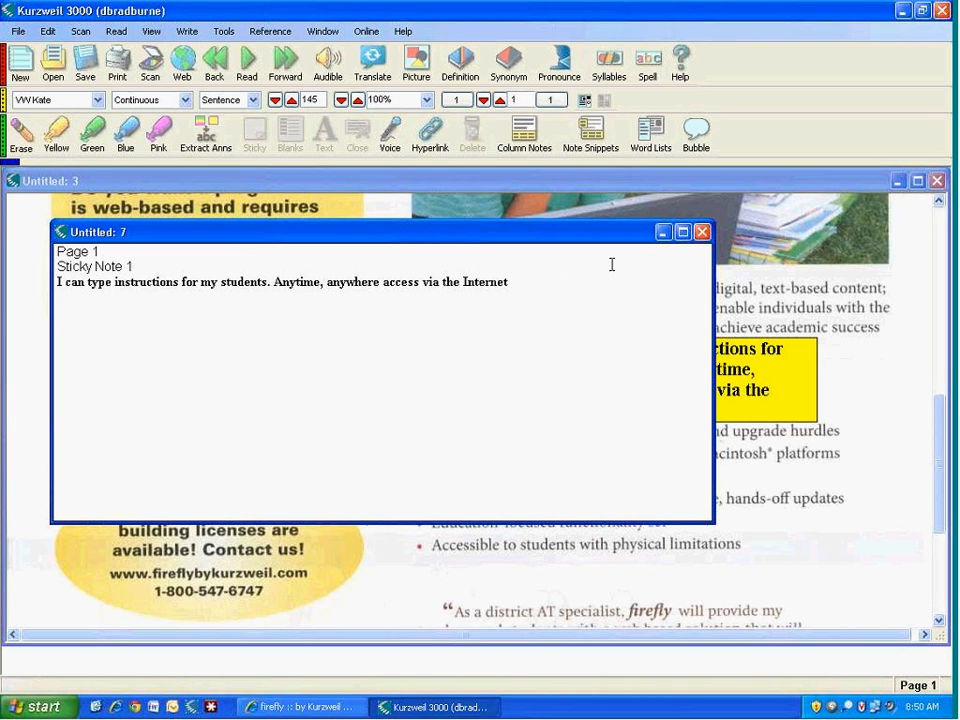 Kurzweil 3000 (dbradburne)
File Edit Scan Read View Write Tools Reference Window Online Help
New Open Save Print Scan Web Back Read Forward Audible Translate Picture Definition Synonym Pronounce Syllables Spell Help
VW Kate Continuous Sentence 145 100% 1 1 1
Erase Yellow Green Blue Pink Extract Anns Sticky Blanks Text Close Voice Hyperlink Delete Column Notes Note Snippets Word Lists Bubble
Untitled: 3
is web-based and requires
Untitled: 7
Page 1
Sticky Note 1
I can type instructions for my students. Anytime, anywhere access via the Internet
digital, text-based content;
enable individuals with the
achieve academic success
ctions for
time,
via the
nd upgrade hurdles
acintosh* platforms
e, hands-off updates
building licenses are
available! Contact us!
www.fireflybykurzweil.com
1-800-547-6747
• Accessible to students with physical limitations
“As a district AT specialist, firefly will provide my
Page 1
start
firefly :: by Kurzweil ...
Kurzweil 3000 (dbrad...
8:50 AM